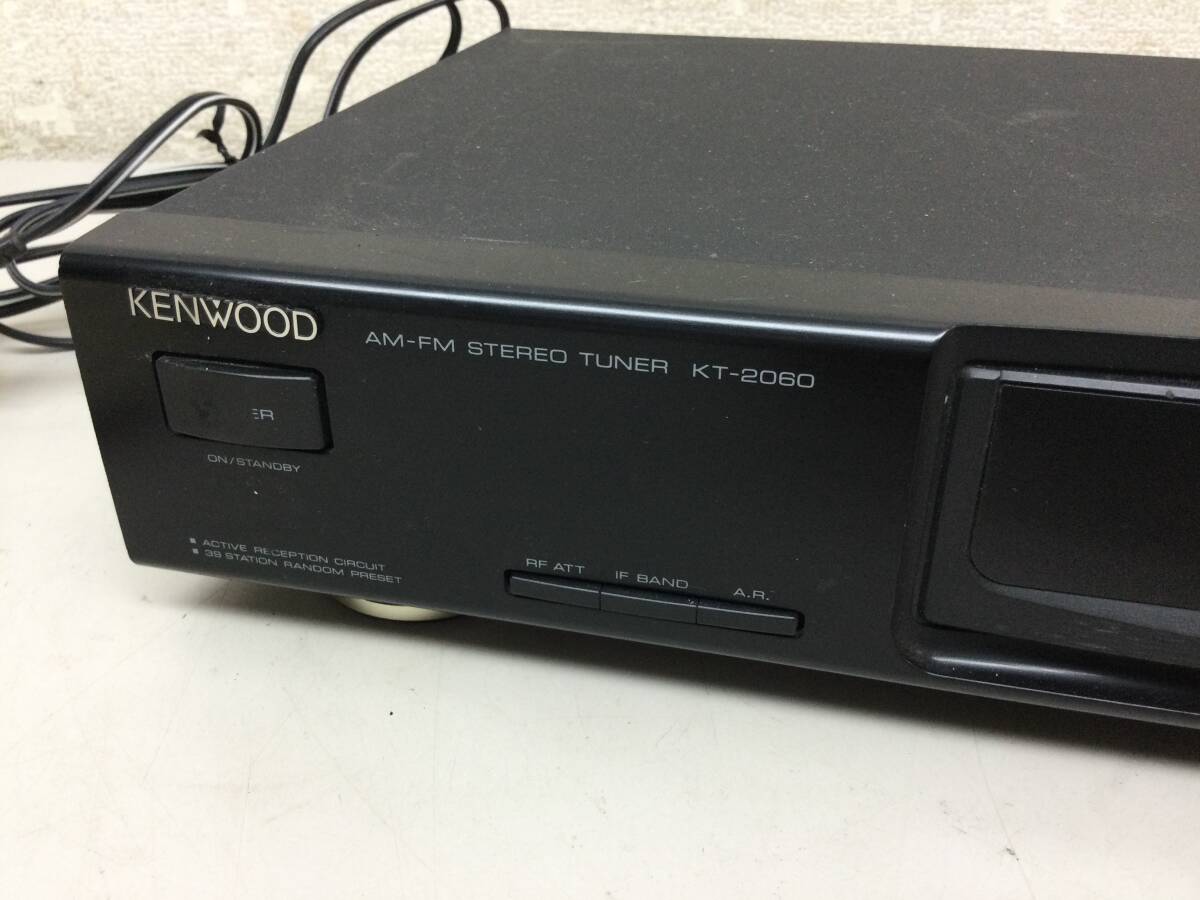 KENWOOD
AM-FM STEREO TUNER KT-2060
ER
ON/STANDBY
ACTIVE RECEPTION CIRCUIT
39 STATION RANDOM PRESET
RF ATT IF BAND A.R.